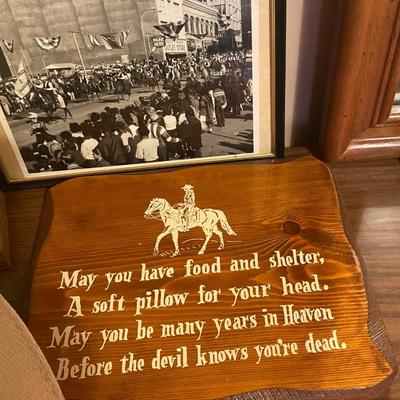 May you have food and shelter,
A soft pillow for your head.
May you be many years in Heaven
Before the devil knows you're dead.